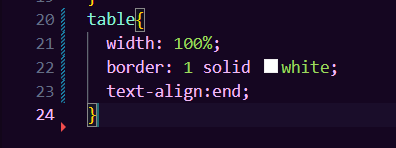 20 table{
21 width: 100%;
22 border: 1 solid white;
23 text-align:end;
24 }